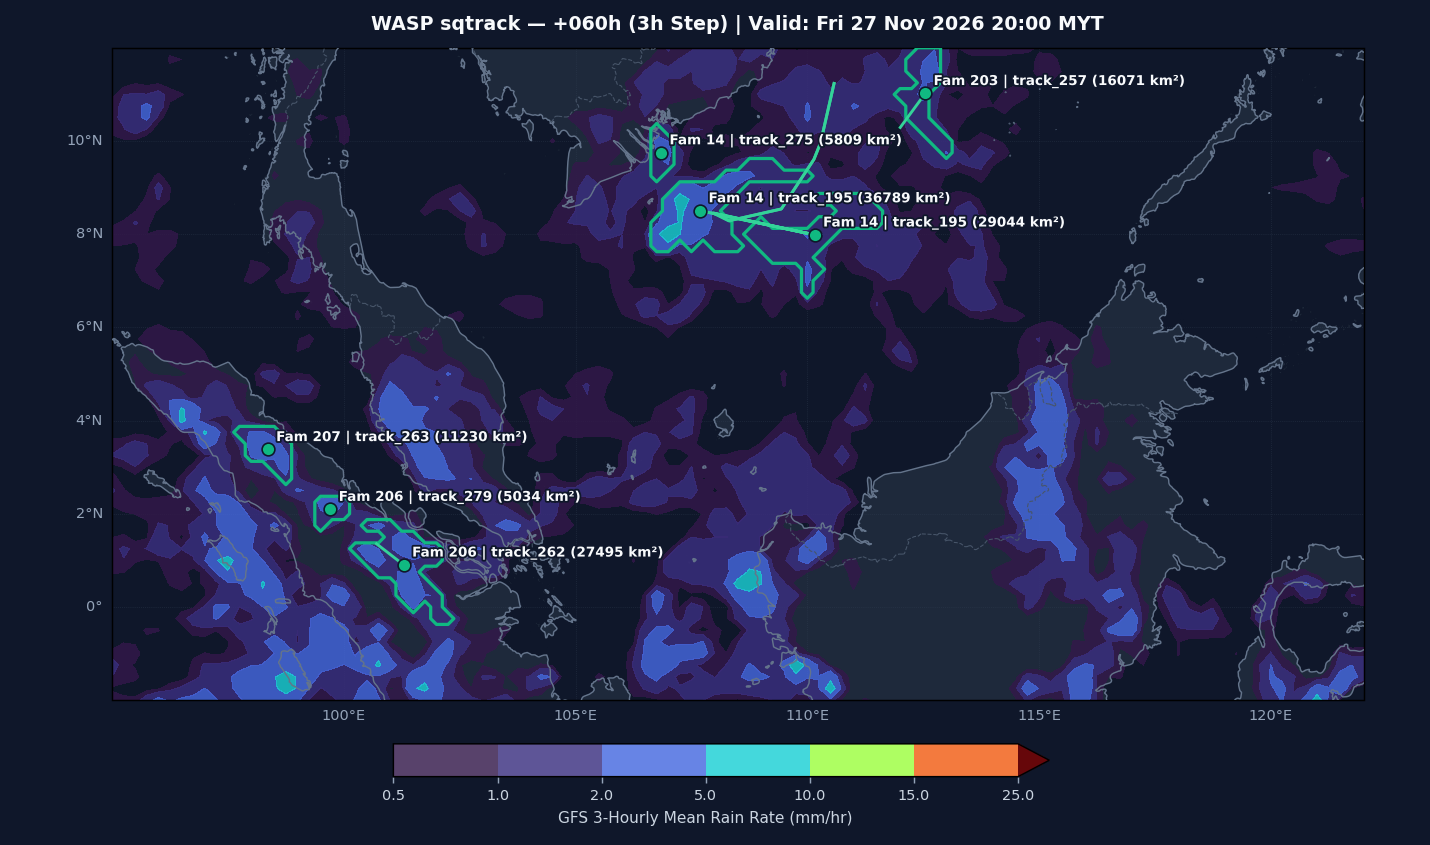 WASP sqtrack — +060h (3h Step) | Valid: Fri 27 Nov 2026 20:00 MYT
Fam 203 | track_257 (16071 km²)
10°N
Fam 14 | track_275 (5809 km²)
Fam 14 | track_195 (36789 km²)
Fam 14 | track_195 (29044 km²)
8°N
6°N
4°N
Fam 207 | track_263 (11230 km²)
Fam 206 | track_279 (5034 km²)
2°N
Fam 206 | track_262 (27495 km²)
0°
100°E 105°E 110°E 115°E 120°E
0.5 1.0 2.0 5.0 10.0 15.0 25.0
GFS 3-Hourly Mean Rain Rate (mm/hr)